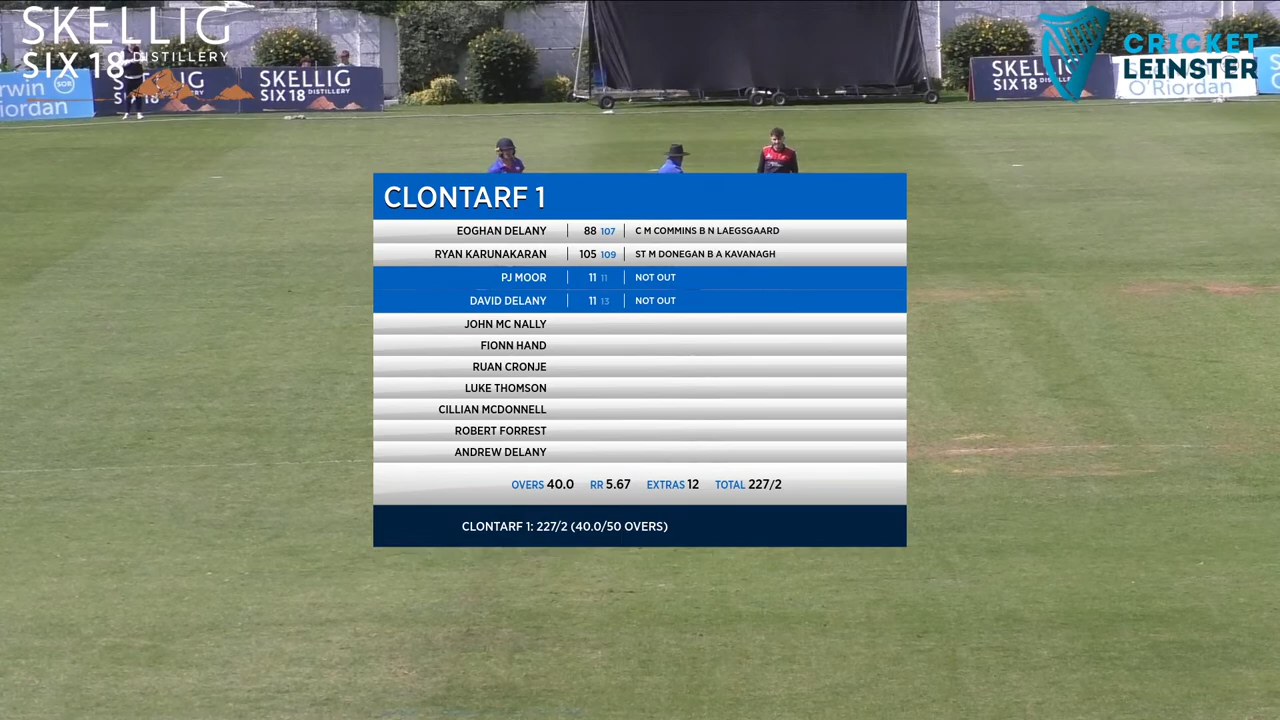 SKELLIG
SIX 18 DISTILLERY
CRICKET
LEINSTER
rwin
Riordan
SKELLIG
SIX 18 DISTILLERY
SKELLIG
SIX 18
O'Riordan
CLONTARF 1
EOGHAN DELANY 88 107 C M COMMINS B N LAEGSGAARD
RYAN KARUNAKARAN 105 109 ST M DONEGAN B A KAVANAGH
PJ MOOR 11 11 NOT OUT
DAVID DELANY 11 13 NOT OUT
JOHN MC NALLY
FIONN HAND
RUAN CRONJE
LUKE THOMSON
CILLIAN MCDONNELL
ROBERT FORREST
ANDREW DELANY
OVERS 40.0 RR 5.67 EXTRAS 12 TOTAL 227/2
CLONTARF 1: 227/2 (40.0/50 OVERS)